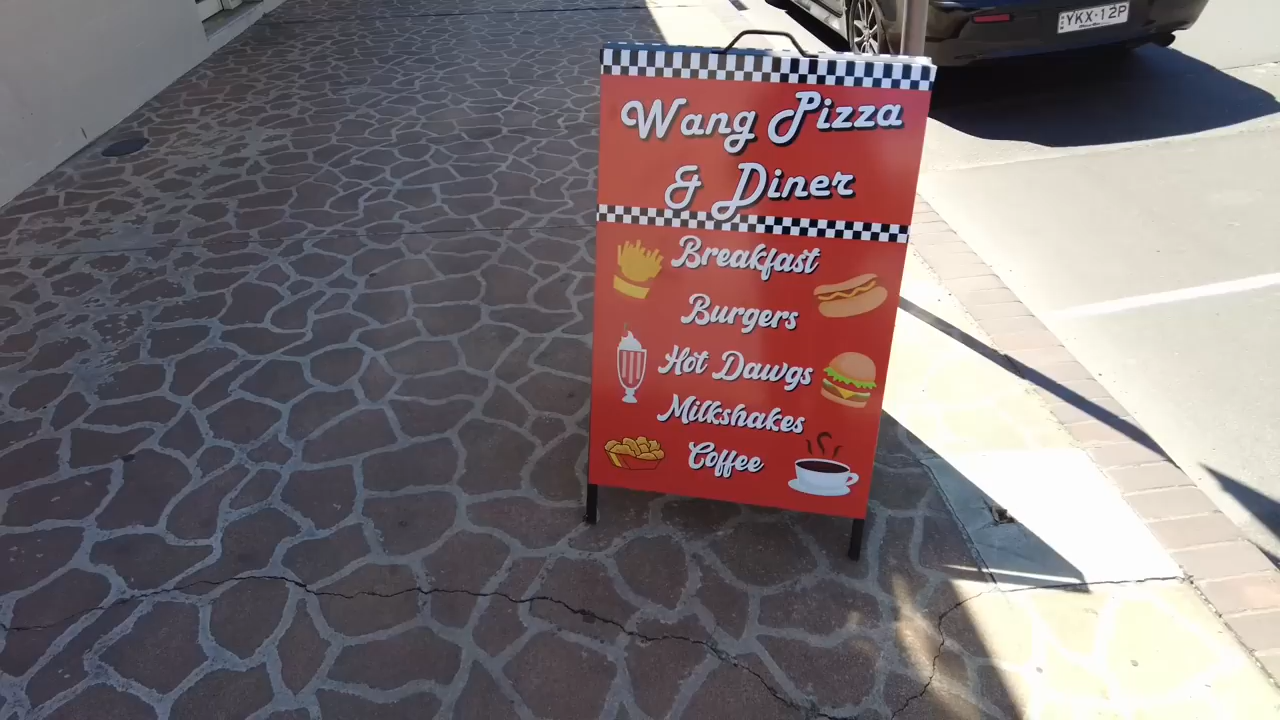 YKX·12P
Wang Pizza
& Diner
Breakfast
Burgers
Hot Dawgs
Milkshakes
Coffee